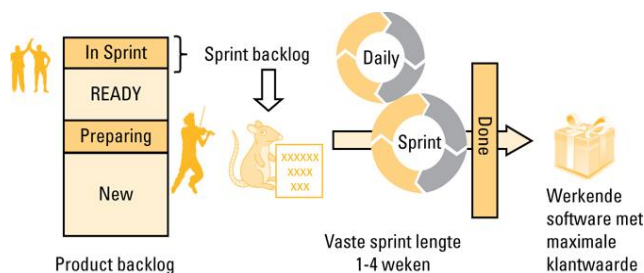 In Sprint
READY
Preparing
New
Product backlog
Sprint backlog
XXXXXX
XXXX
XXX
Daily
Sprint
Vaste sprint lengte
1-4 weken
Done
Werkende
software met
maximale
klantwaarde